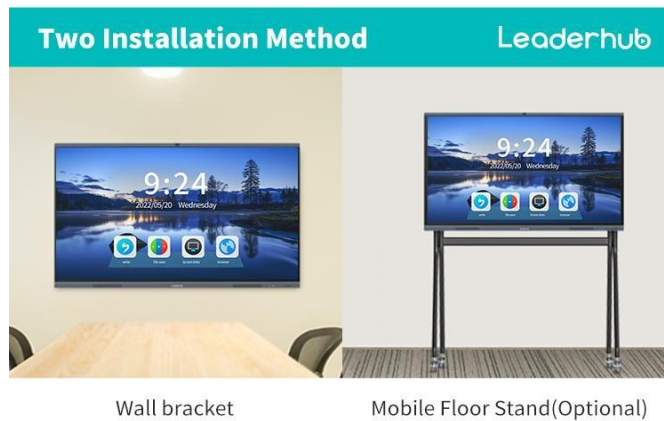 Two Installation Method
Leaderhub
9:24
2022/05/20 Wednesday
9:24
2022/05/20 Wednesday
Wall bracket
Mobile Floor Stand(Optional)